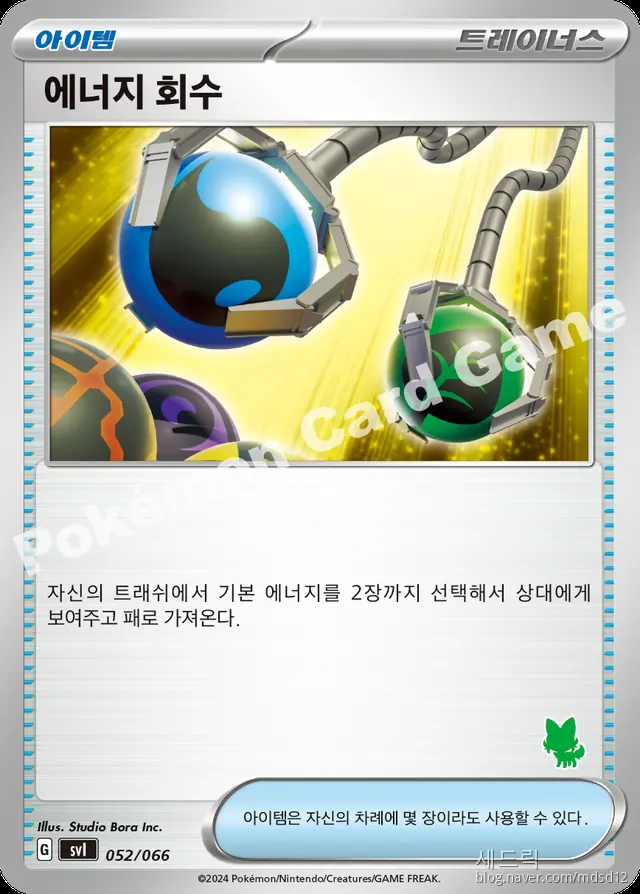 아이템
트레이너스
에너지 회수
Pokémon Card Game
자신의 트래쉬에서 기본 에너지를 2장까지 선택해서 상대에게
보여주고 패로 가져온다.
아이템은 자신의 차례에 몇 장이라도 사용할 수 있다.
Illus. Studio Bora Inc.
G svI 052/066
©2024 Pokémon/Nintendo/Creatures/GAME FREAK.
세드릭
blog.naver.com/mdsd12